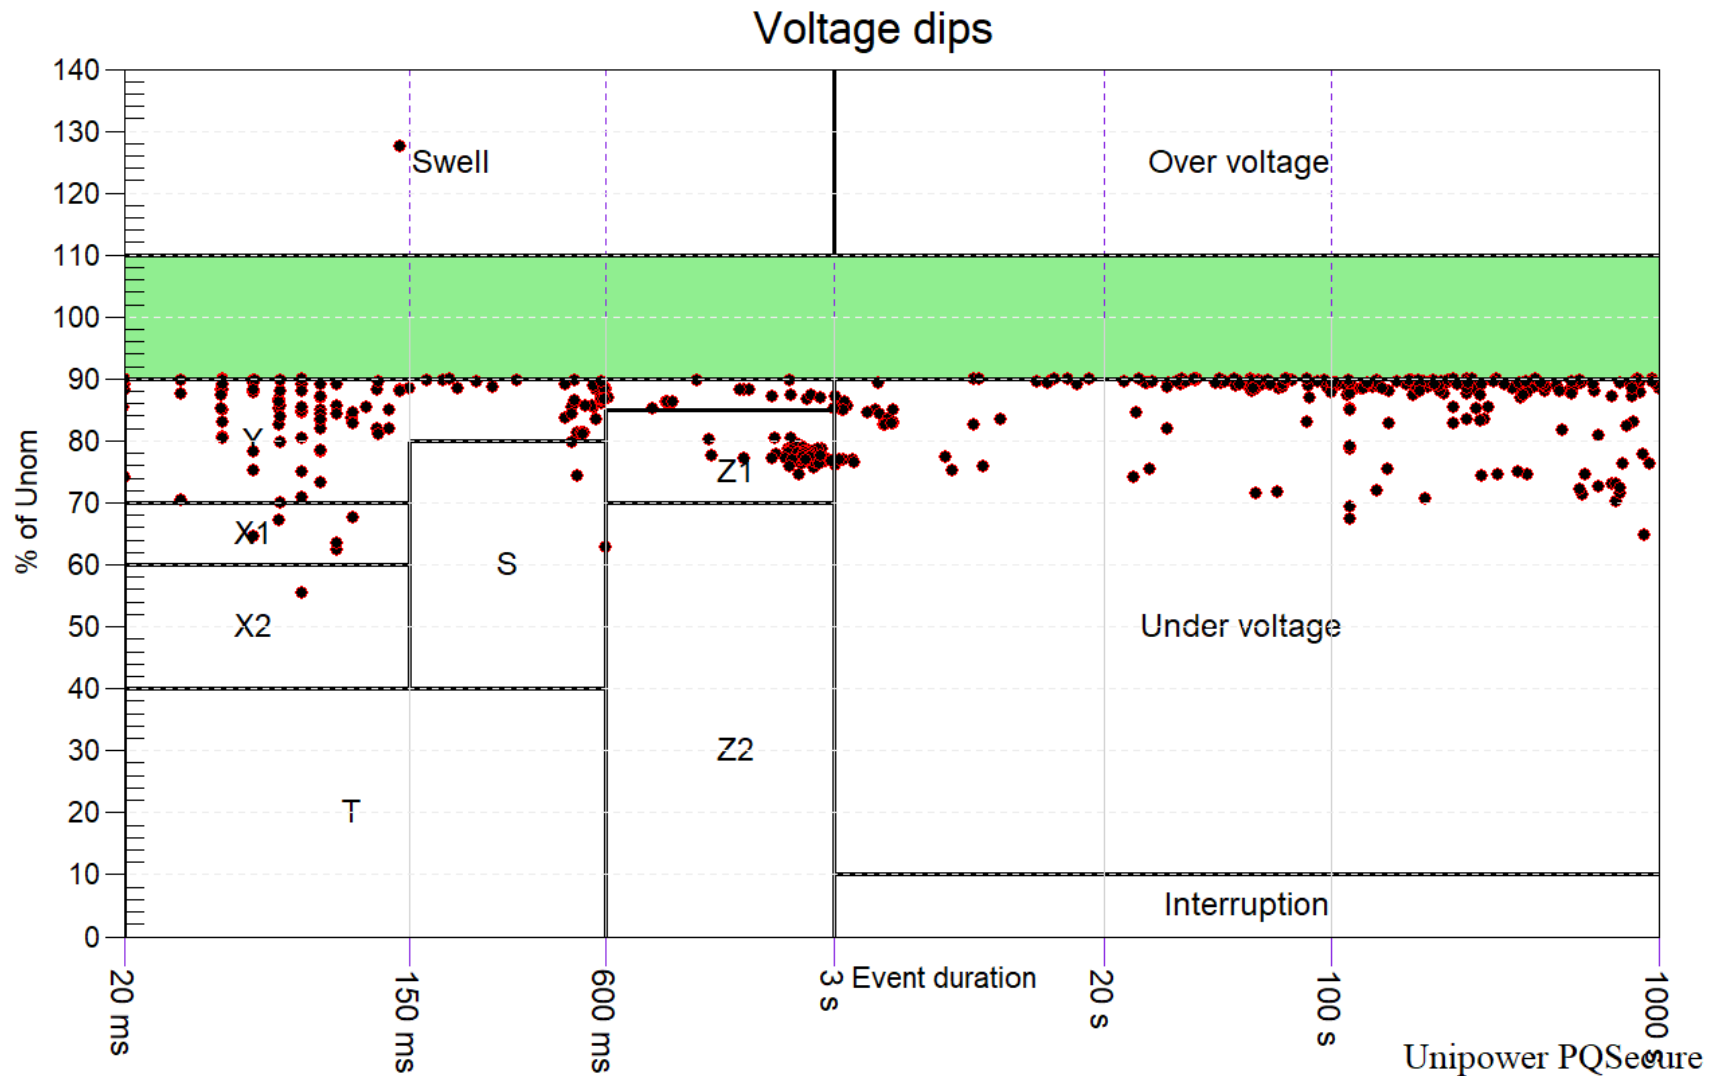 Voltage dips
140
130
Swell
Over voltage
120
110
100
90
80
Y
Z1
70
X1
% of Unom
60
S
50
X2
Under voltage
40
30
Z2
20
T
10
Interruption
0
20 ms
150 ms
600 ms
3 s
Event duration
20 s
100 s
1000 s
Unipower PQSecure